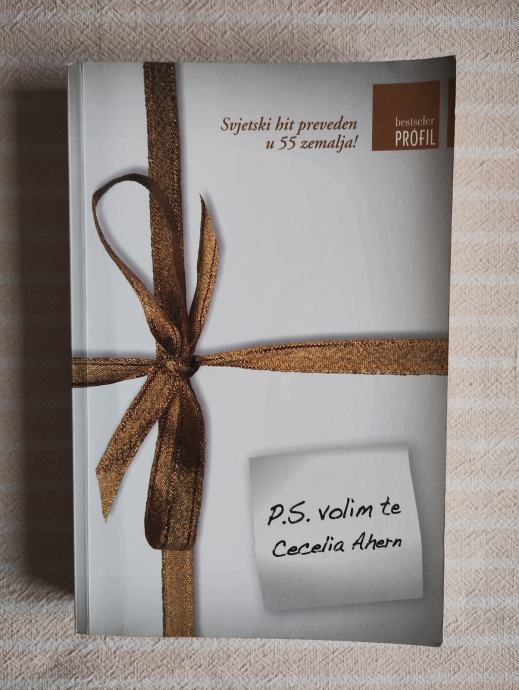 Svjetski hit preveden
u 55 zemalja!
bestseler
PROFIL
P.S. volim te
Cecelia Ahern